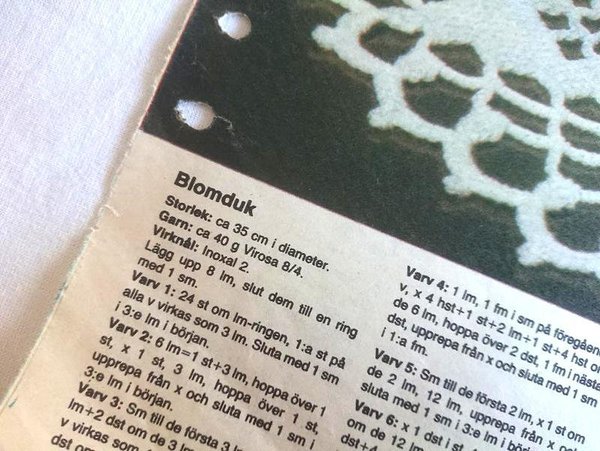 Blomduk
Storlek: ca 35 cm i diameter.
Garn: ca 40 g Virosa 8/4.
Virknål: Inoxal 2.
Lägg upp 8 lm, slut dem till en ring
med 1 sm.
Varv 1: 24 st om lm-ringen, 1:a st på
alla v virkas som 3 lm. Sluta med 1 sm
i 3:e lm i början.
Varv 2: 6 lm=1 st+3 lm, hoppa över 1
st, x 1 st, 3 lm, hoppa över 1 st,
upprepa från x och sluta med 1 sm i
3:e lm i början.
Varv 3: Sm till de första 3 lm,
lm+2 dst om de 3 lm
v virkas som
dst om
Varv 4: 1 lm, 1 fm i sm på
v, x 4 hst+1 st+2 lm+1 st+4 hst
de 6 lm, hoppa över 2 dst, 1 fm i
dst, upprepa från x och sluta med 1 sm
i 1:a fm.
Varv 5: Sm till de första 2 lm, x 1 st om
de 2 lm, 12 lm, upprepa från x
sluta med 1 sm i 3:e lm i
Varv 6: x 1 dst i st,
om de 12 lm
dst+4